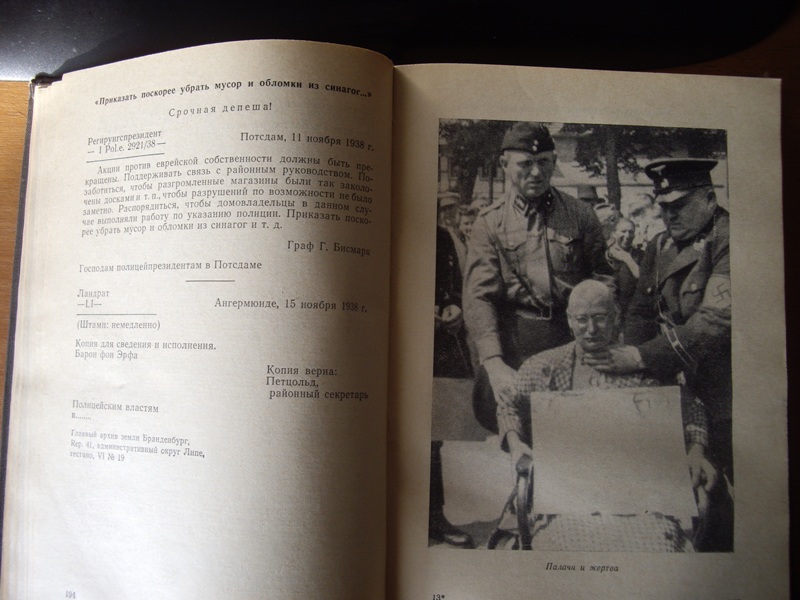 «Приказать поскорее убрать мусор и обломки из синагог...»
Срочная депеша!
Регирунгспрезидент
— I Pol.e. 2921/38 —
Потсдам, 11 ноября 1938 г.
Акции против еврейской собственности должны быть пре-
кращены. Поддерживать связь с районным руководством. По-
заботиться, чтобы разгромленные магазины были так заколо-
чены досками и т. п., чтобы разрушений по возможности не было
заметно. Распорядиться, чтобы домовладельцы в данном слу-
чае выполняли работу по указанию полиции. Приказать поско-
рее убрать мусор и обломки из синагог и т. д.
Граф Г. Бисмарк
Господам полицейпрезидентам в Потсдаме
Ландрат
—LI—
Ангермюнде, 15 ноября 1938 г.
(Штамп: немедленно)
Копия для сведения и исполнения.
Барон фон Эрфа
Копия верна:
Петцольд,
районный секретарь
Полицейским властям
в.......
Главный архив земли Бранденбург,
Rep. 41, административный округ Липе,
гестапо, VI № 19
194
Палачи и жертва
13*